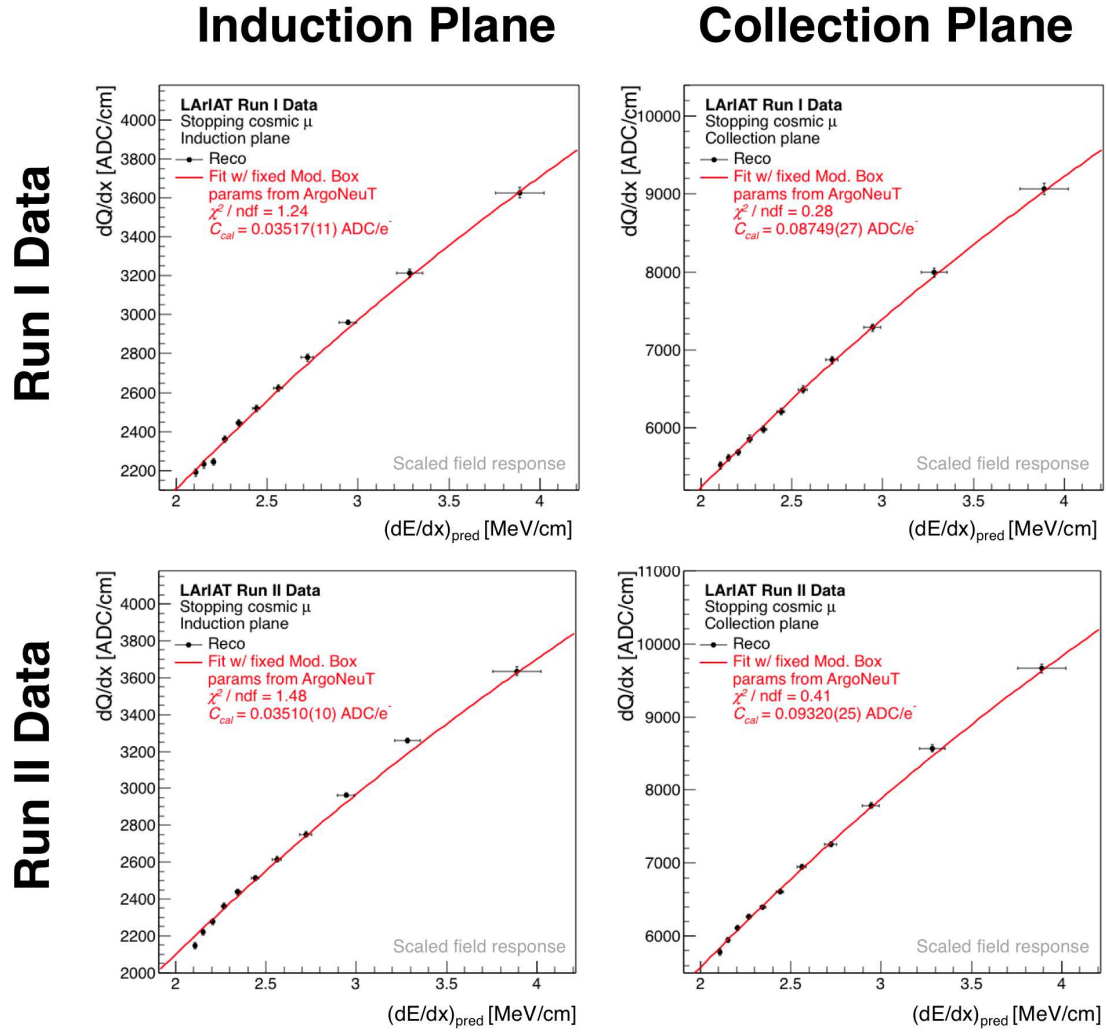 Induction Plane
Collection Plane
Run I Data
dQ/dx [ADC/cm]
4000
3800
3600
3400
3200
3000
2800
2600
2400
2200
LArIAT Run I Data
Stopping cosmic μ
Induction plane
Reco
Fit w/ fixed Mod. Box
params from ArgoNeuT
χ² / ndf = 1.24
C_cal = 0.03517(11) ADC/e⁻
Scaled field response
2 2.5 3 3.5 4
(dE/dx)pred [MeV/cm]
dQ/dx [ADC/cm]
10000
9000
8000
7000
6000
LArIAT Run I Data
Stopping cosmic μ
Collection plane
Reco
Fit w/ fixed Mod. Box
params from ArgoNeuT
χ² / ndf = 0.28
C_cal = 0.08749(27) ADC/e⁻
Scaled field response
2 2.5 3 3.5 4
(dE/dx)pred [MeV/cm]
Run II Data
dQ/dx [ADC/cm]
4000
3800
3600
3400
3200
3000
2800
2600
2400
2200
2000
LArIAT Run II Data
Stopping cosmic μ
Induction plane
Reco
Fit w/ fixed Mod. Box
params from ArgoNeuT
χ² / ndf = 1.48
C_cal = 0.03510(10) ADC/e⁻
Scaled field response
2 2.5 3 3.5 4
(dE/dx)pred [MeV/cm]
dQ/dx [ADC/cm]
11000
10000
9000
8000
7000
6000
LArIAT Run II Data
Stopping cosmic μ
Collection plane
Reco
Fit w/ fixed Mod. Box
params from ArgoNeuT
χ² / ndf = 0.41
C_cal = 0.09320(25) ADC/e⁻
Scaled field response
2 2.5 3 3.5 4
(dE/dx)pred [MeV/cm]